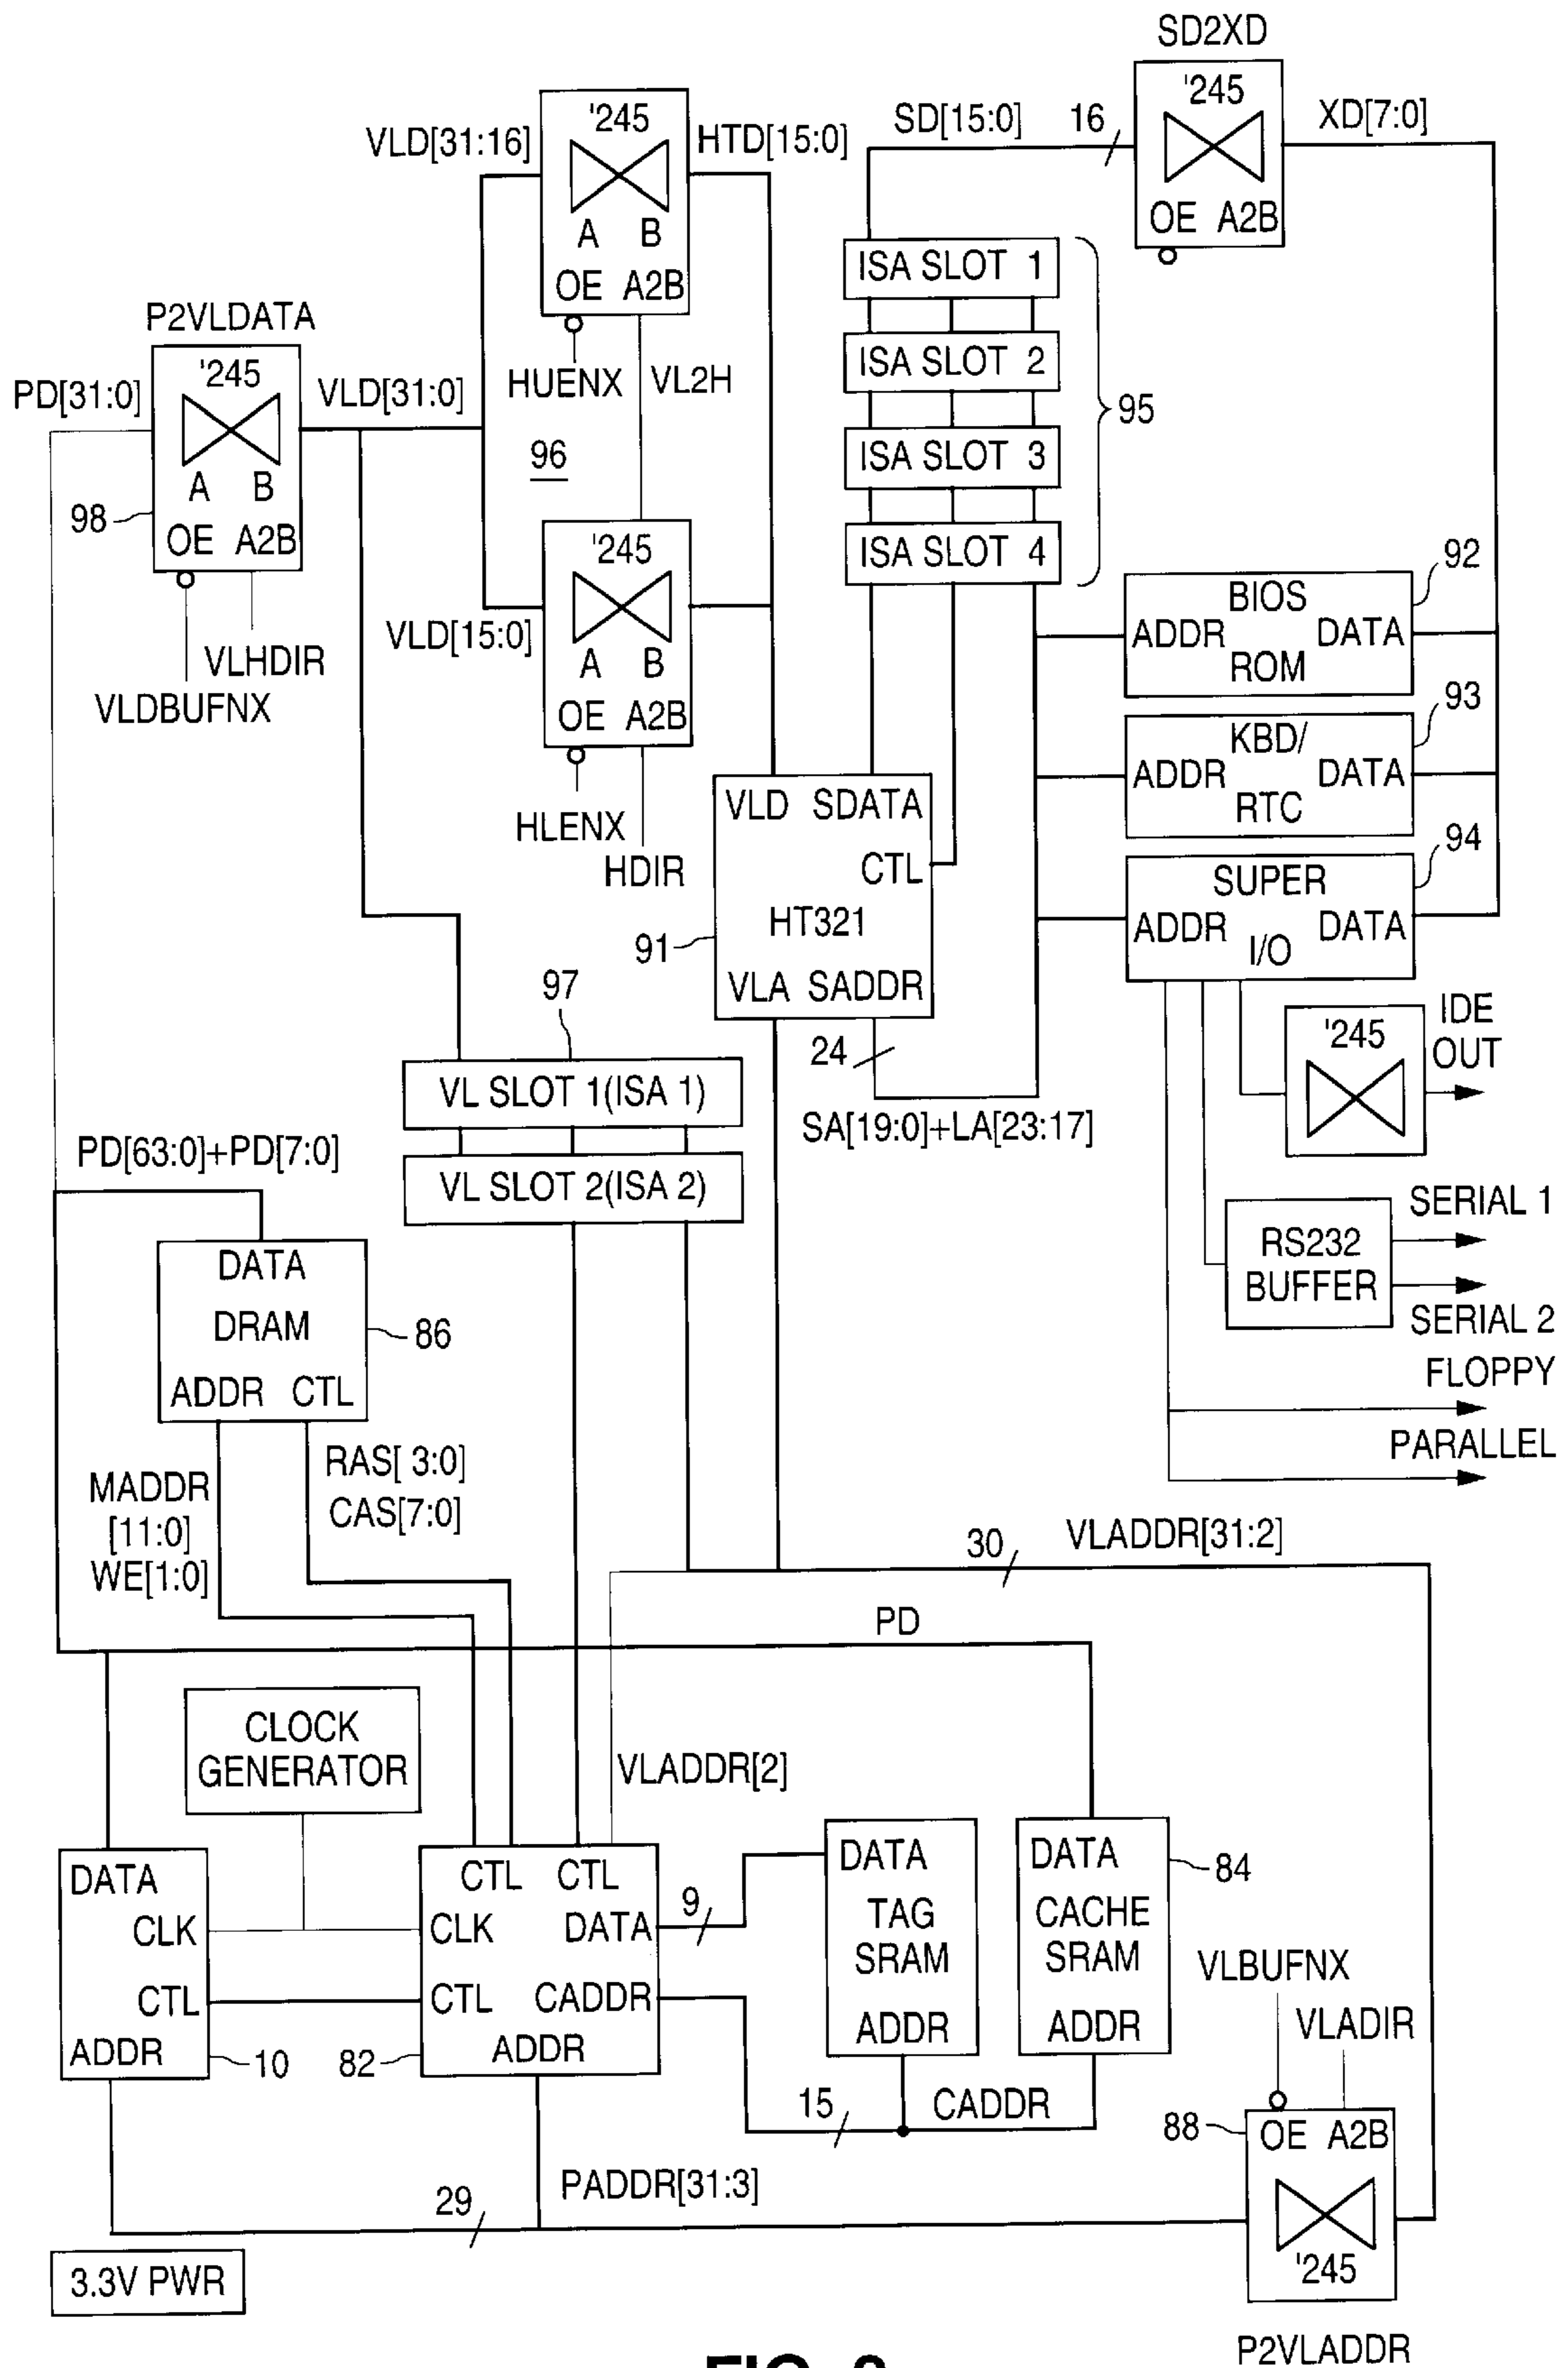 SD2XD
'245
OE A2B
SD[15:0]
16
XD[7:0]
VLD[31:16]
'245
A B
OE A2B
HTD[15:0]
HUENX
VL2H
96
ISA SLOT 1
ISA SLOT 2
ISA SLOT 3
ISA SLOT 4
95
P2VLDATA
PD[31:0]
'245
A B
OE A2B
98
VLD[31:0]
VLHDIR
VLDBUFNX
VLD[15:0]
'245
A B
OE A2B
HLENX
HDIR
92
BIOS
ADDR DATA
ROM
93
KBD/
ADDR DATA
RTC
94
SUPER
ADDR DATA
I/O
VLD SDATA
CTL
HT321
91
VLA SADDR
24
SA[19:0]+LA[23:17]
'245
IDE
OUT
97
VL SLOT 1(ISA 1)
VL SLOT 2(ISA 2)
RS232
BUFFER
SERIAL 1
SERIAL 2
FLOPPY
PARALLEL
PD[63:0]+PD[7:0]
DATA
DRAM
86
ADDR CTL
MADDR
[11:0]
WE[1:0]
RAS[ 3:0]
CAS[7:0]
30
VLADDR[31:2]
PD
CLOCK
GENERATOR
VLADDR[2]
DATA
CLK
CTL
ADDR
10
CTL CTL
CLK DATA
CTL CADDR
ADDR
82
9
DATA
TAG
SRAM
ADDR
DATA
CACHE
SRAM
ADDR
84
15
CADDR
VLBUFNX
VLADIR
88
OE A2B
'245
P2VLADDR
29
PADDR[31:3]
3.3V PWR